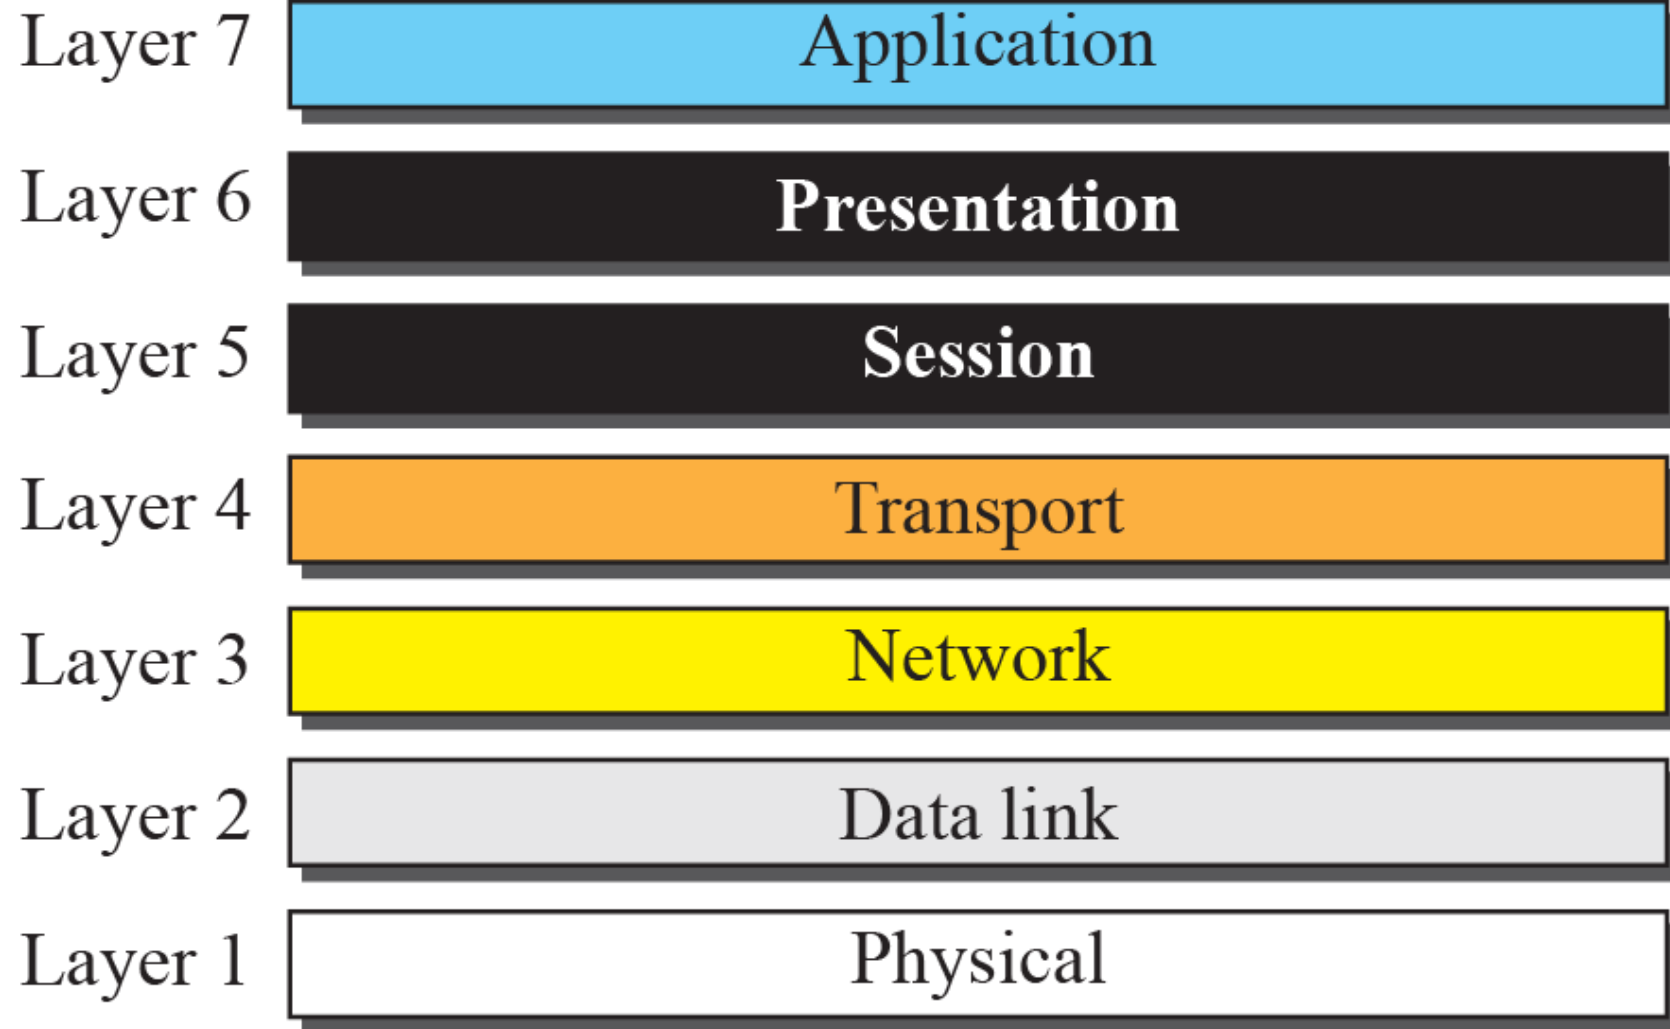 Layer 7 Application
Layer 6 Presentation
Layer 5 Session
Layer 4 Transport
Layer 3 Network
Layer 2 Data link
Layer 1 Physical